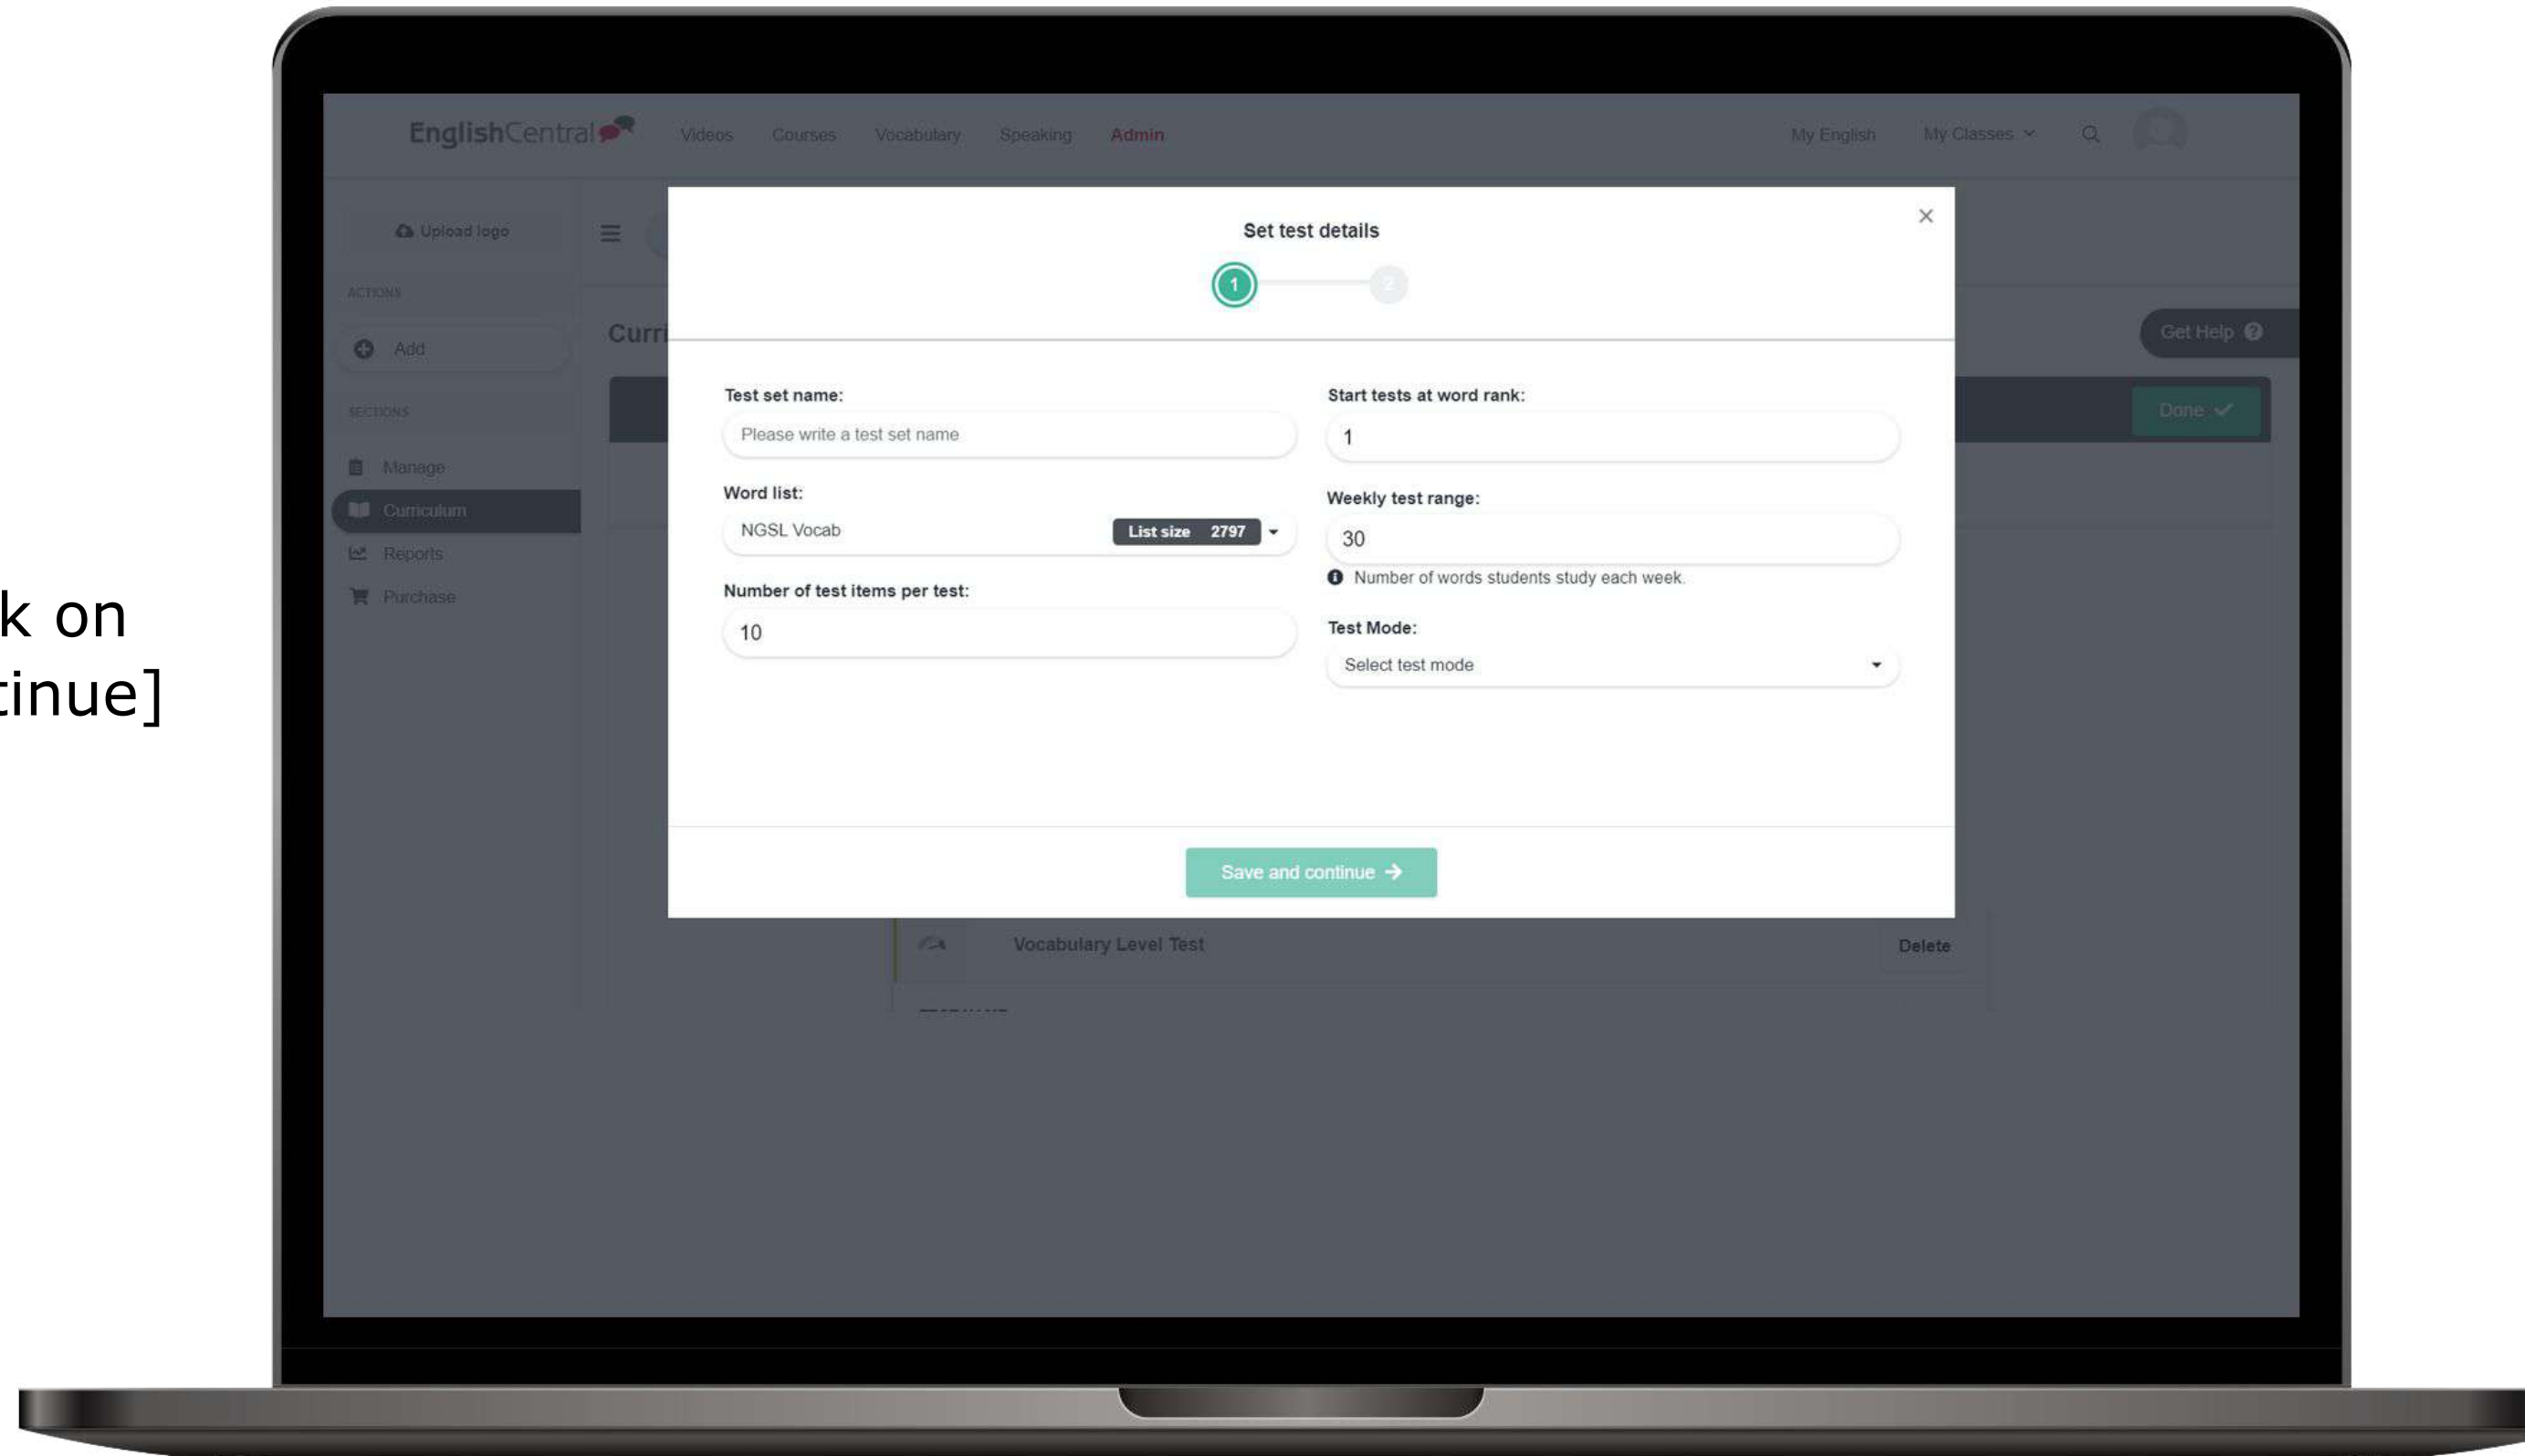 k on
tinue]
EnglishCentral Videos Courses Vocabulary Speaking Admin My English My Classes
Upload logo
ACTIONS
Add
SECTIONS
Manage
Curriculum
Reports
Purchase
Curri
Get Help ?
Done
Set test details
1 2
Test set name:
Please write a test set name
Word list:
NGSL Vocab List size 2797
Number of test items per test:
10
Start tests at word rank:
1
Weekly test range:
30
Number of words students study each week.
Test Mode:
Select test mode
Save and continue
Vocabulary Level Test Delete